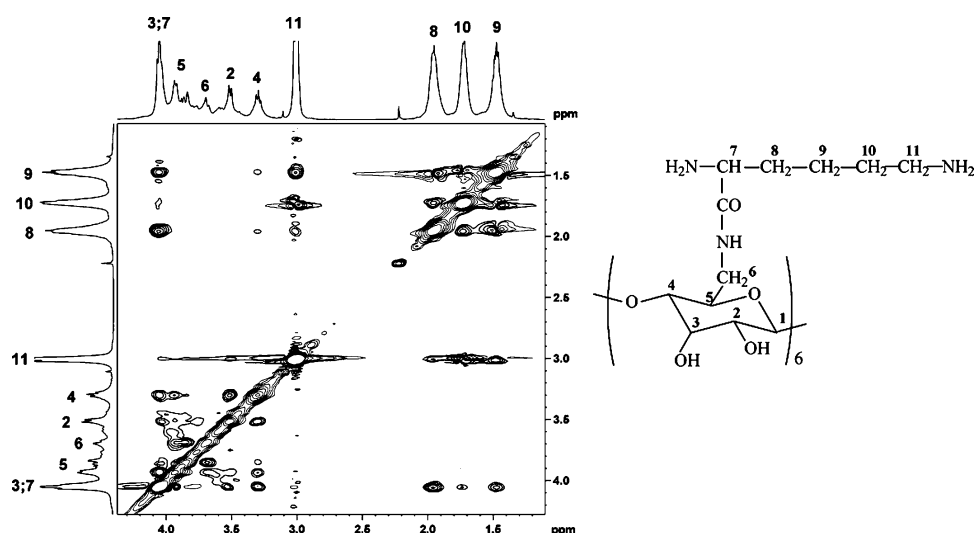 3;7 5 6 2 4 11 8 10 9
ppm
9
10
8
11
4
2
6
5
3;7
1.5
2.0
2.5
3.0
3.5
4.0
4.0 3.5 3.0 2.5 2.0 1.5 ppm
7 8 9 10 11
H₂N—CH—CH₂—CH₂—CH₂—CH₂—NH₂
CO
NH
CH₂ 6
4 5 O
O 2 1
3
OH OH 6